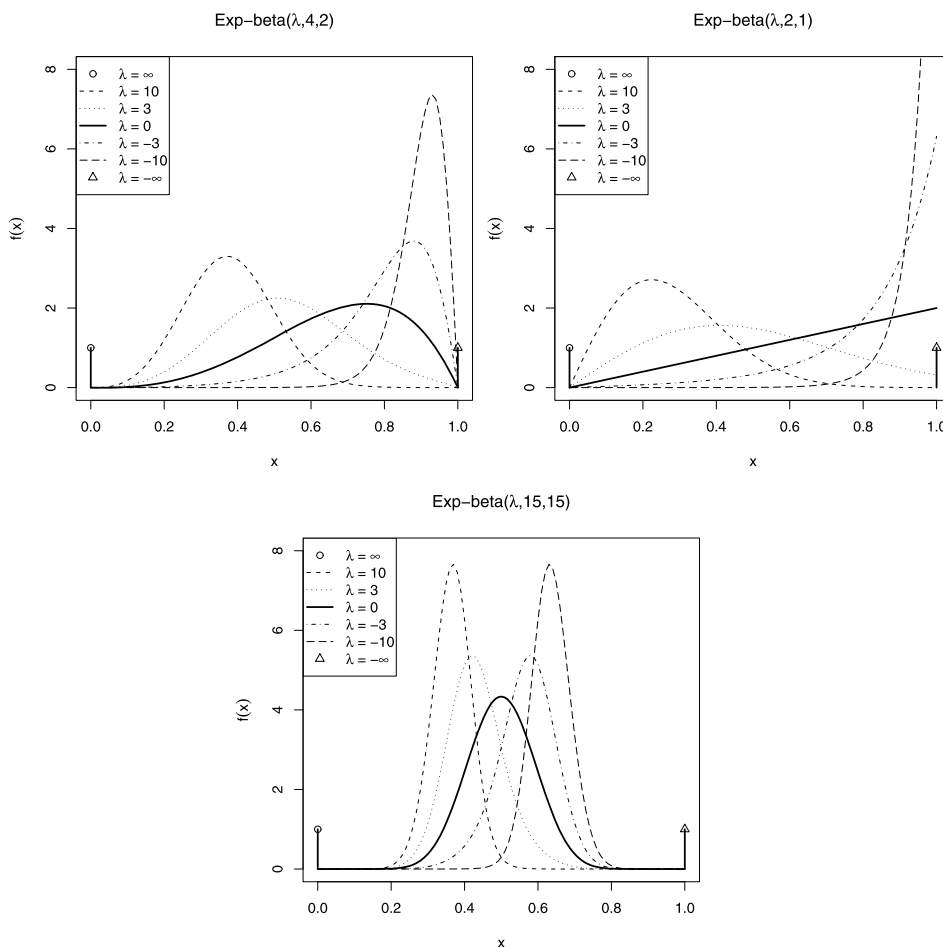 Exp−beta(λ,4,2)
8
6
4
2
0
f(x)
λ = ∞
λ = 10
λ = 3
λ = 0
λ = −3
λ = −10
λ = −∞
0.0 0.2 0.4 0.6 0.8 1.0
x
Exp−beta(λ,2,1)
8
6
4
2
0
f(x)
λ = ∞
λ = 10
λ = 3
λ = 0
λ = −3
λ = −10
λ = −∞
0.0 0.2 0.4 0.6 0.8 1.0
x
Exp−beta(λ,15,15)
8
6
4
2
0
f(x)
λ = ∞
λ = 10
λ = 3
λ = 0
λ = −3
λ = −10
λ = −∞
0.0 0.2 0.4 0.6 0.8 1.0
x